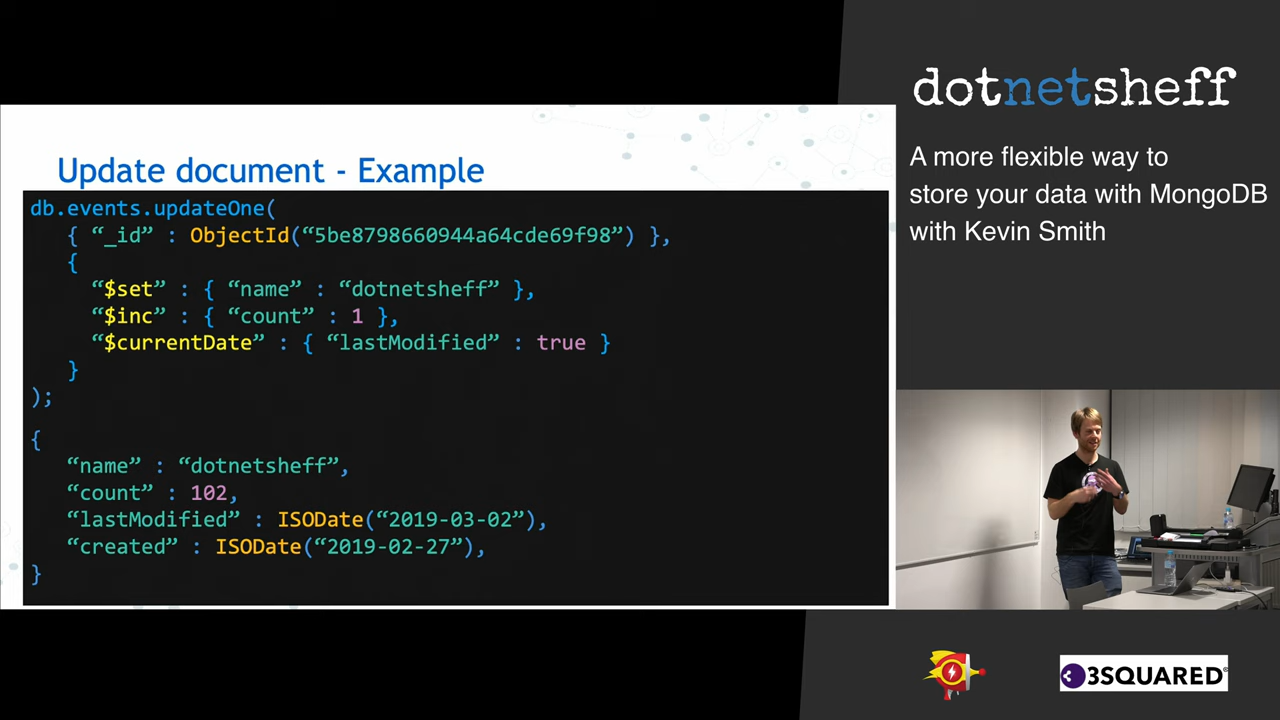 Update document - Example
db.events.updateOne(
{ “_id” : ObjectId(“5be8798660944a64cde69f98”) },
{
“$set” : { “name” : “dotnetsheff” },
“$inc” : { “count” : 1 },
“$currentDate” : { “lastModified” : true }
}
);
{
“name” : “dotnetsheff”,
“count” : 102,
“lastModified” : ISODate(“2019-03-02”),
“created” : ISODate(“2019-02-27”),
}
dotnetsheff
A more flexible way to
store your data with MongoDB
with Kevin Smith
3SQUARED